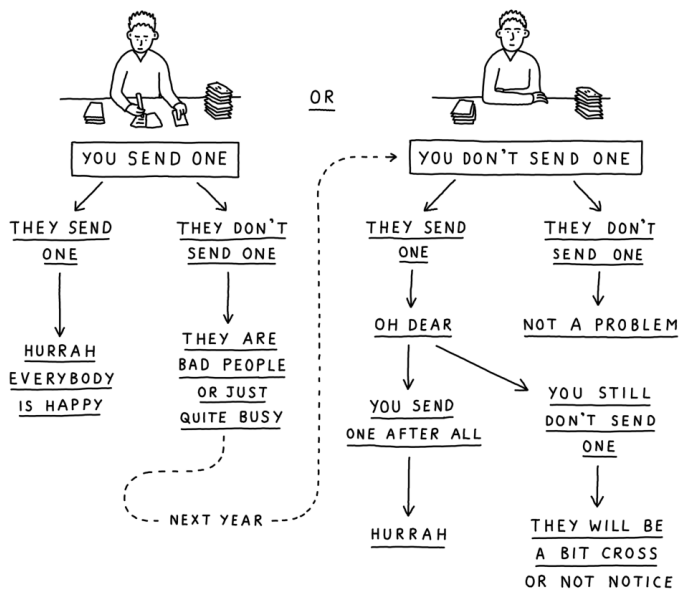 OR
YOU SEND ONE
YOU DON'T SEND ONE
THEY SEND
ONE
THEY DON'T
SEND ONE
THEY SEND
ONE
THEY DON'T
SEND ONE
HURRAH
EVERYBODY
IS HAPPY
THEY ARE
BAD PEOPLE
OR JUST
QUITE BUSY
NEXT YEAR
OH DEAR
NOT A PROBLEM
YOU SEND
ONE AFTER ALL
YOU STILL
DON'T SEND
ONE
HURRAH
THEY WILL BE
A BIT CROSS
OR NOT NOTICE